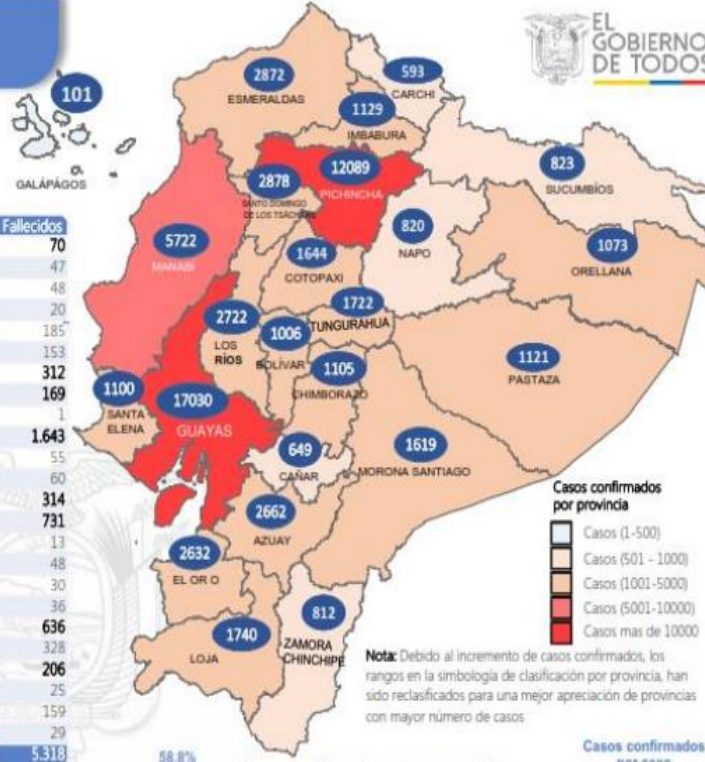 EL
GOBIERNO
DE TODOS
101
GALÁPAGOS
2872
ESMERALDAS
593
CARCHI
1129
IMBABURA
12089
PICHINCHA
2878
SANTO DOMINGO
DE LOS TSÁCHILAS
823
SUCUMBÍOS
820
NAPO
1073
ORELLANA
5722
MANABÍ
1644
COTOPAXI
1722
TUNGURAHUA
2722
LOS
RÍOS
1006
BOLÍVAR
1105
CHIMBORAZO
1121
PASTAZA
1100
SANTA
ELENA
17030
GUAYAS
649
CAÑAR
1619
MORONA SANTIAGO
2662
AZUAY
2632
EL OR O
1740
LOJA
812
ZAMORA
CHINCHIPE
Fallecidos
70
47
48
20
185
153
312
169
1
1.643
55
60
314
731
13
48
30
36
636
328
206
25
159
29
5.318
Casos confirmados
por provincia
Casos (1-500)
Casos (501 - 1000)
Casos (1001-5000)
Casos (5001-10000)
Casos mas de 10000
Nota: Debido al incremento de casos confirmados, los
rangos en la simbología de clasificación por provincia, han
sido reclasificados para una mejor apreciación de provincias
con mayor número de casos
58.8%
Casos confirmados